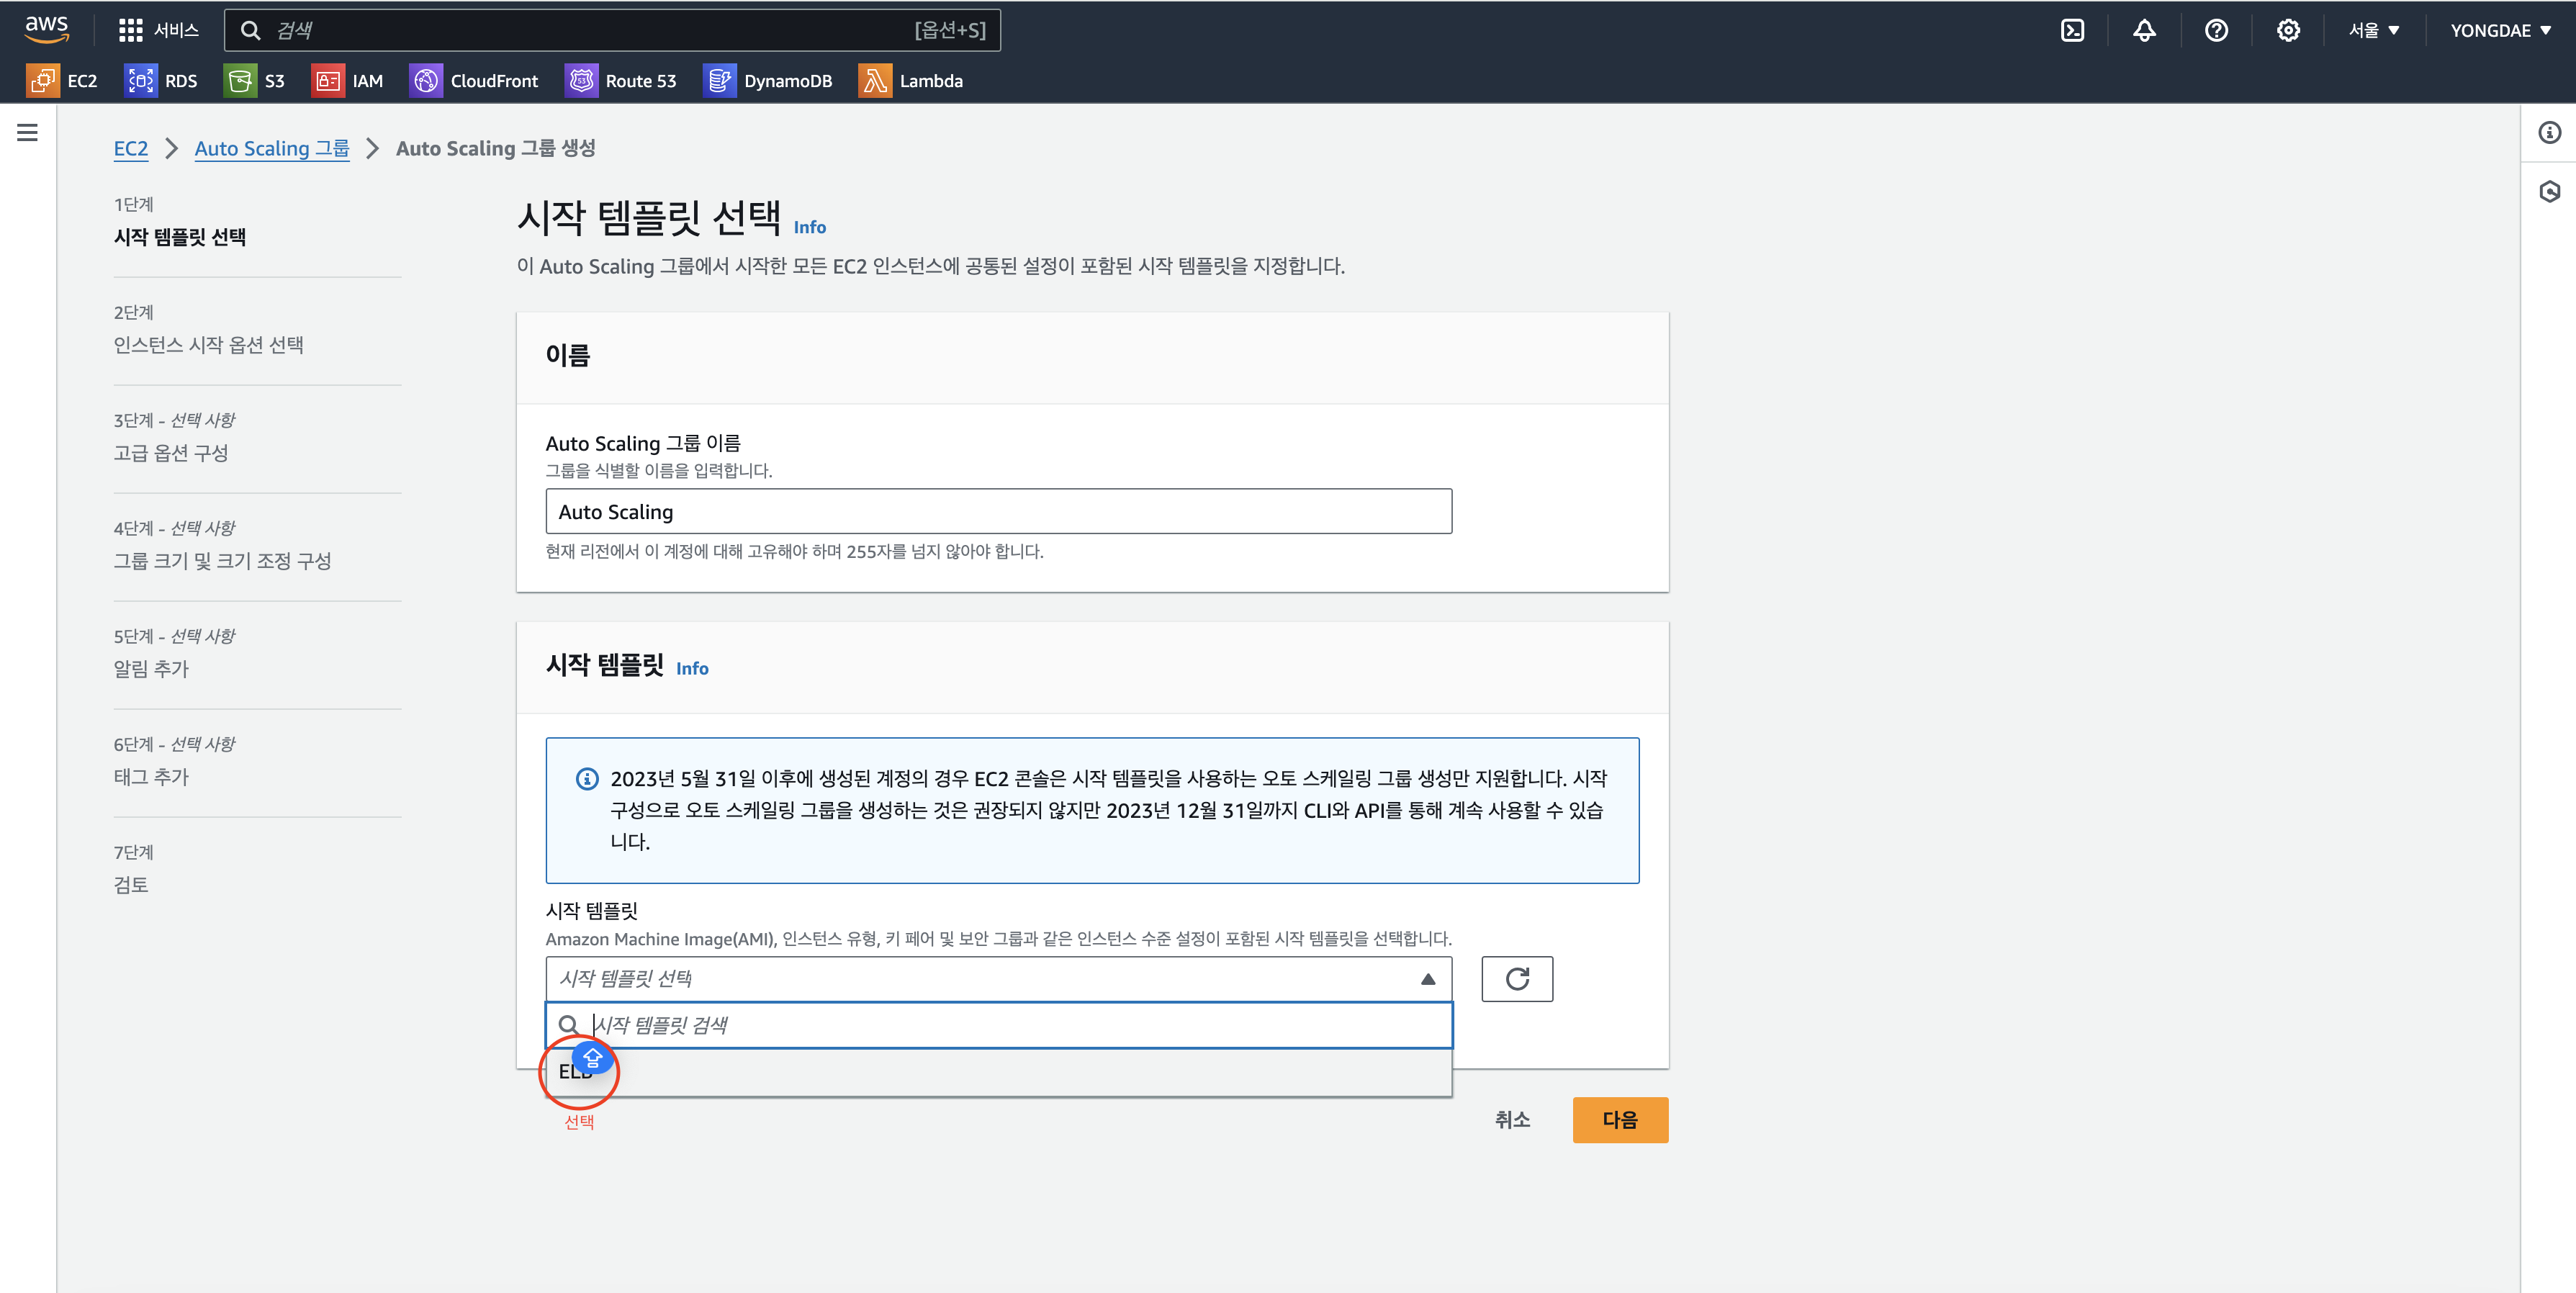 aws
서비스
검색
[옵션+S]
서울
YONGDAE
EC2
RDS
S3
IAM
CloudFront
Route 53
DynamoDB
Lambda
EC2 > Auto Scaling 그룹 > Auto Scaling 그룹 생성
1단계
시작 템플릿 선택
2단계
인스턴스 시작 옵션 선택
3단계 - 선택 사항
고급 옵션 구성
4단계 - 선택 사항
그룹 크기 및 크기 조정 구성
5단계 - 선택 사항
알림 추가
6단계 - 선택 사항
태그 추가
7단계
검토
시작 템플릿 선택 Info
이 Auto Scaling 그룹에서 시작한 모든 EC2 인스턴스에 공통된 설정이 포함된 시작 템플릿을 지정합니다.
이름
Auto Scaling 그룹 이름
그룹을 식별할 이름을 입력합니다.
Auto Scaling
현재 리전에서 이 계정에 대해 고유해야 하며 255자를 넘지 않아야 합니다.
시작 템플릿 Info
2023년 5월 31일 이후에 생성된 계정의 경우 EC2 콘솔은 시작 템플릿을 사용하는 오토 스케일링 그룹 생성만 지원합니다. 시작
구성으로 오토 스케일링 그룹을 생성하는 것은 권장되지 않지만 2023년 12월 31일까지 CLI와 API를 통해 계속 사용할 수 있습
니다.
시작 템플릿
Amazon Machine Image(AMI), 인스턴스 유형, 키 페어 및 보안 그룹과 같은 인스턴스 수준 설정이 포함된 시작 템플릿을 선택합니다.
시작 템플릿 선택
시작 템플릿 검색
ELB
선택
취소
다음